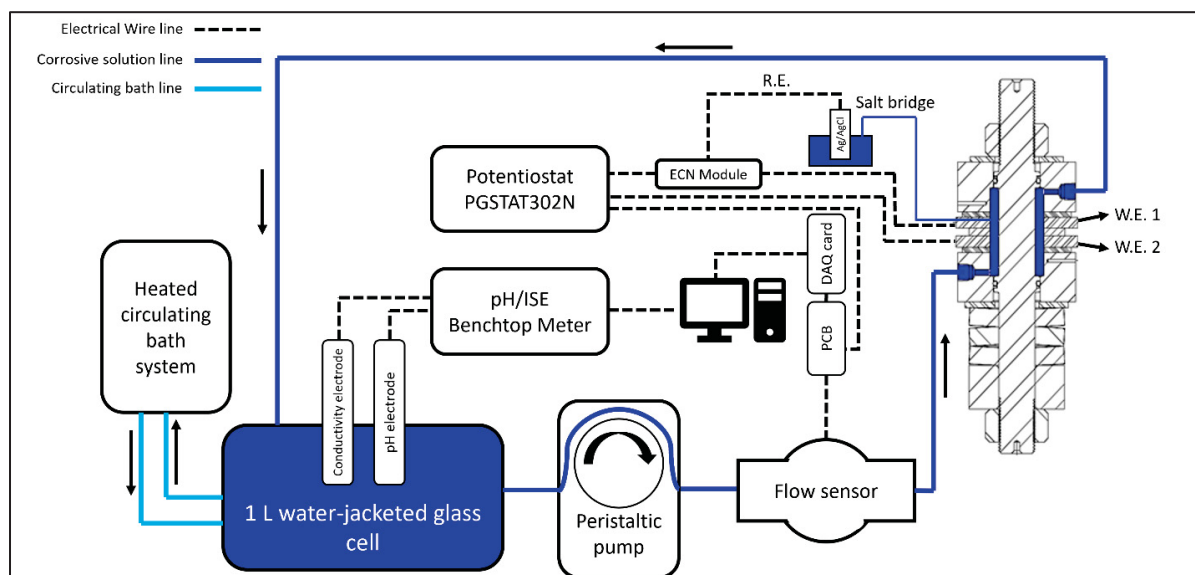 Electrical Wire line
Corrosive solution line
Circulating bath line
R.E.
Salt bridge
Ag/AgCl
Potentiostat
PGSTAT302N
ECN Module
W.E. 1
W.E. 2
DAQ card
Heated
circulating
bath
system
pH/ISE
Benchtop Meter
PCB
Conductivity electrode
pH electrode
1 L water-jacketed glass
cell
Peristaltic
pump
Flow sensor